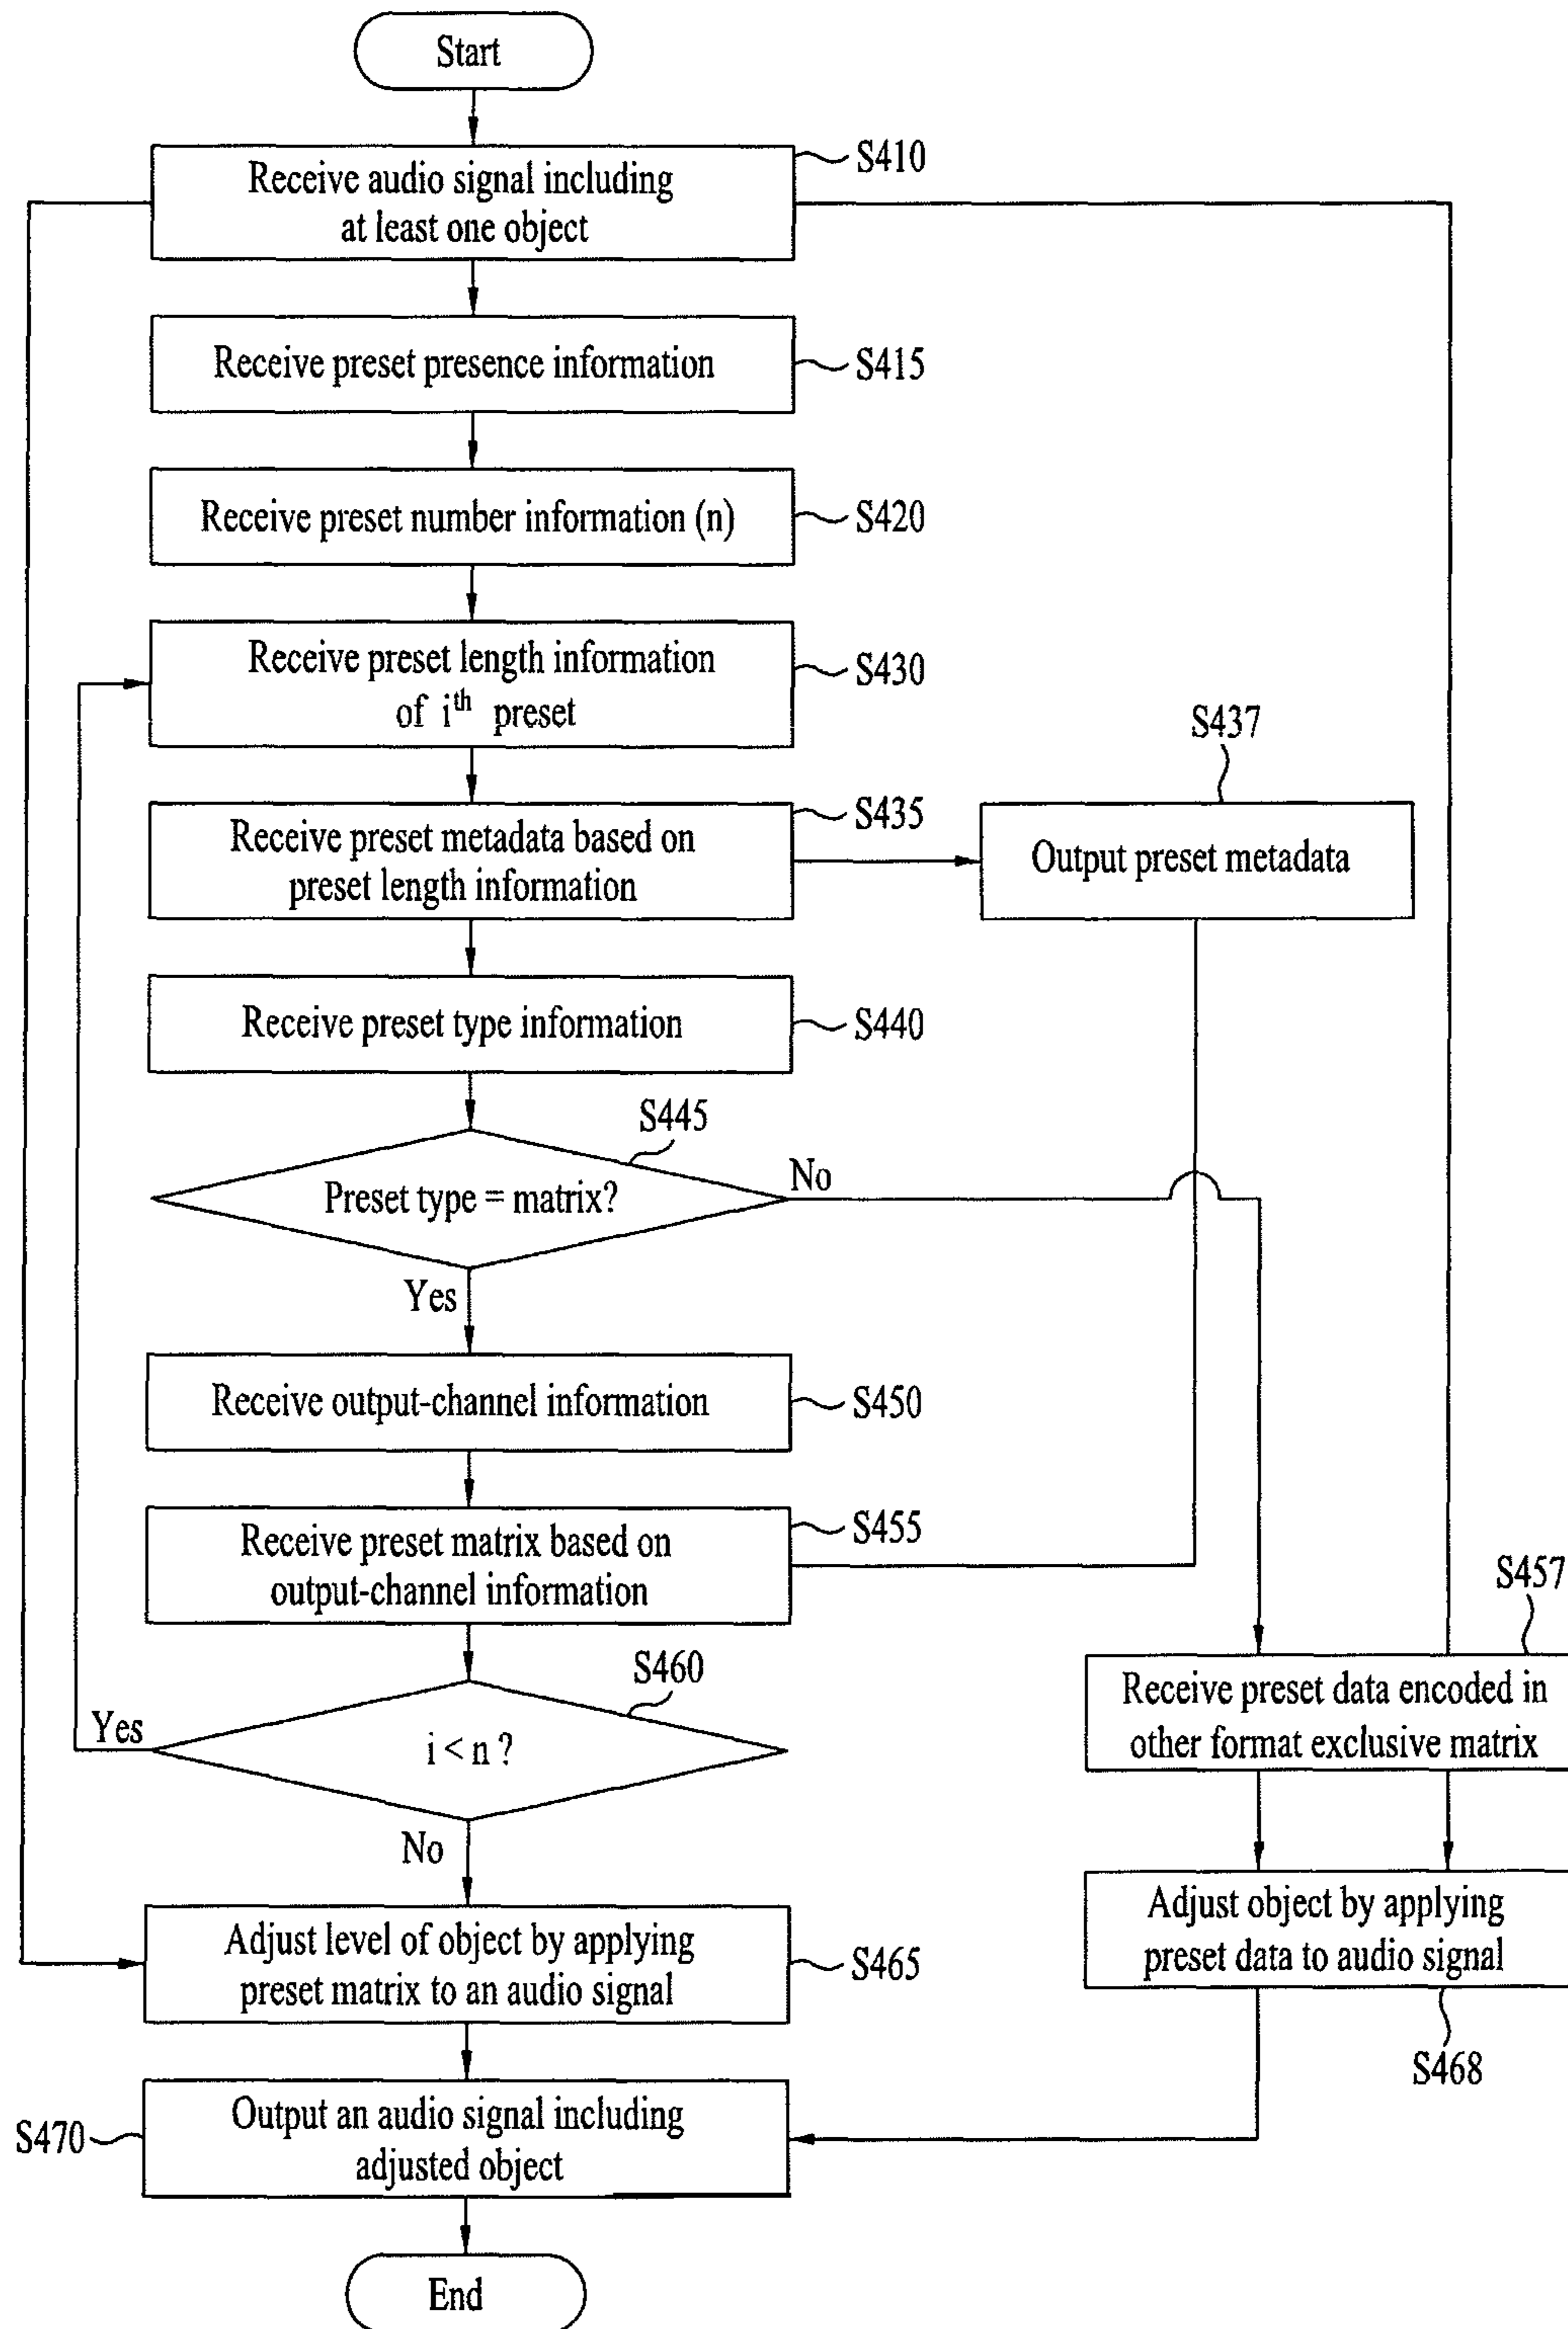 Start
Receive audio signal including
at least one object
S410
Receive preset presence information
S415
Receive preset number information (n)
S420
Receive preset length information
of ith preset
S430
Receive preset metadata based on
preset length information
S435
S437
Output preset metadata
Receive preset type information
S440
S445
Preset type = matrix?
No
Yes
Receive output-channel information
S450
Receive preset matrix based on
output-channel information
S455
S457
Receive preset data encoded in
other format exclusive matrix
S460
i < n ?
Yes
No
Adjust level of object by applying
preset matrix to an audio signal
S465
Adjust object by applying
preset data to audio signal
S468
S470
Output an audio signal including
adjusted object
End